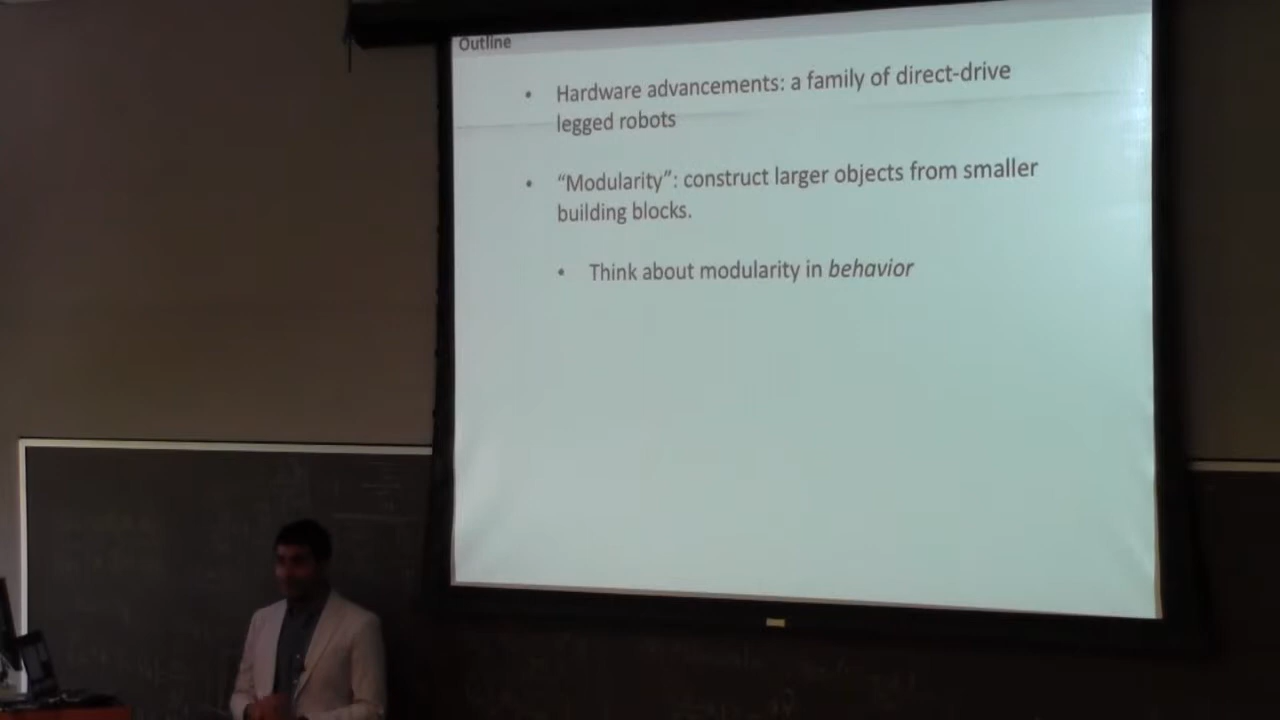 Outline
• Hardware advancements: a family of direct-drive
legged robots
• “Modularity”: construct larger objects from smaller
building blocks.
• Think about modularity in behavior